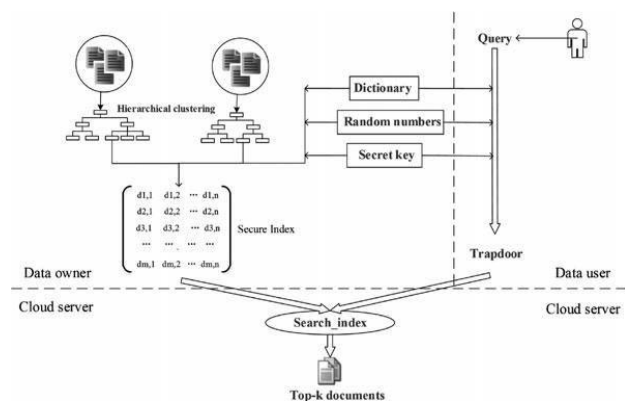 Query
Dictionary
Hierarchical clustering
Random numbers
Secret key
d1,1 d1,2 ... d1,n
d2,1 d2,2 ... d2,n
d3,1 d3,2 ... d3,n
... ... ... ...
dm,1 dm,2 ... dm,n
Secure Index
Trapdoor
Data owner
Data user
Cloud server
Cloud server
Search_index
Top-k documents